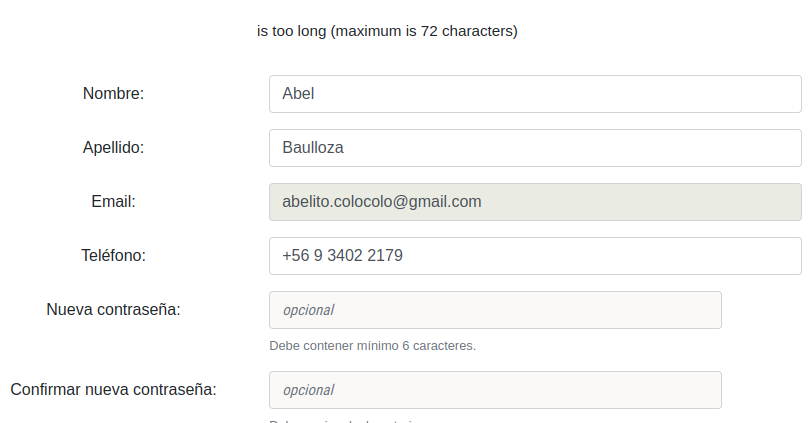 is too long (maximum is 72 characters)
Nombre: Abel
Apellido: Baulloza
Email: abelito.colocolo@gmail.com
Teléfono: +56 9 3402 2179
Nueva contraseña: opcional
Debe contener mínimo 6 caracteres.
Confirmar nueva contraseña: opcional